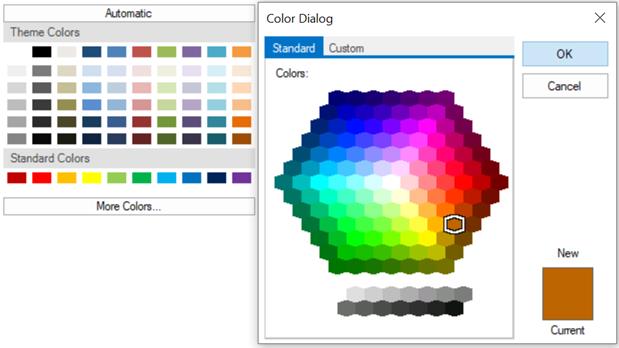 Automatic
Theme Colors
Standard Colors
More Colors...
Color Dialog
Standard Custom
Colors:
OK
Cancel
New
Current